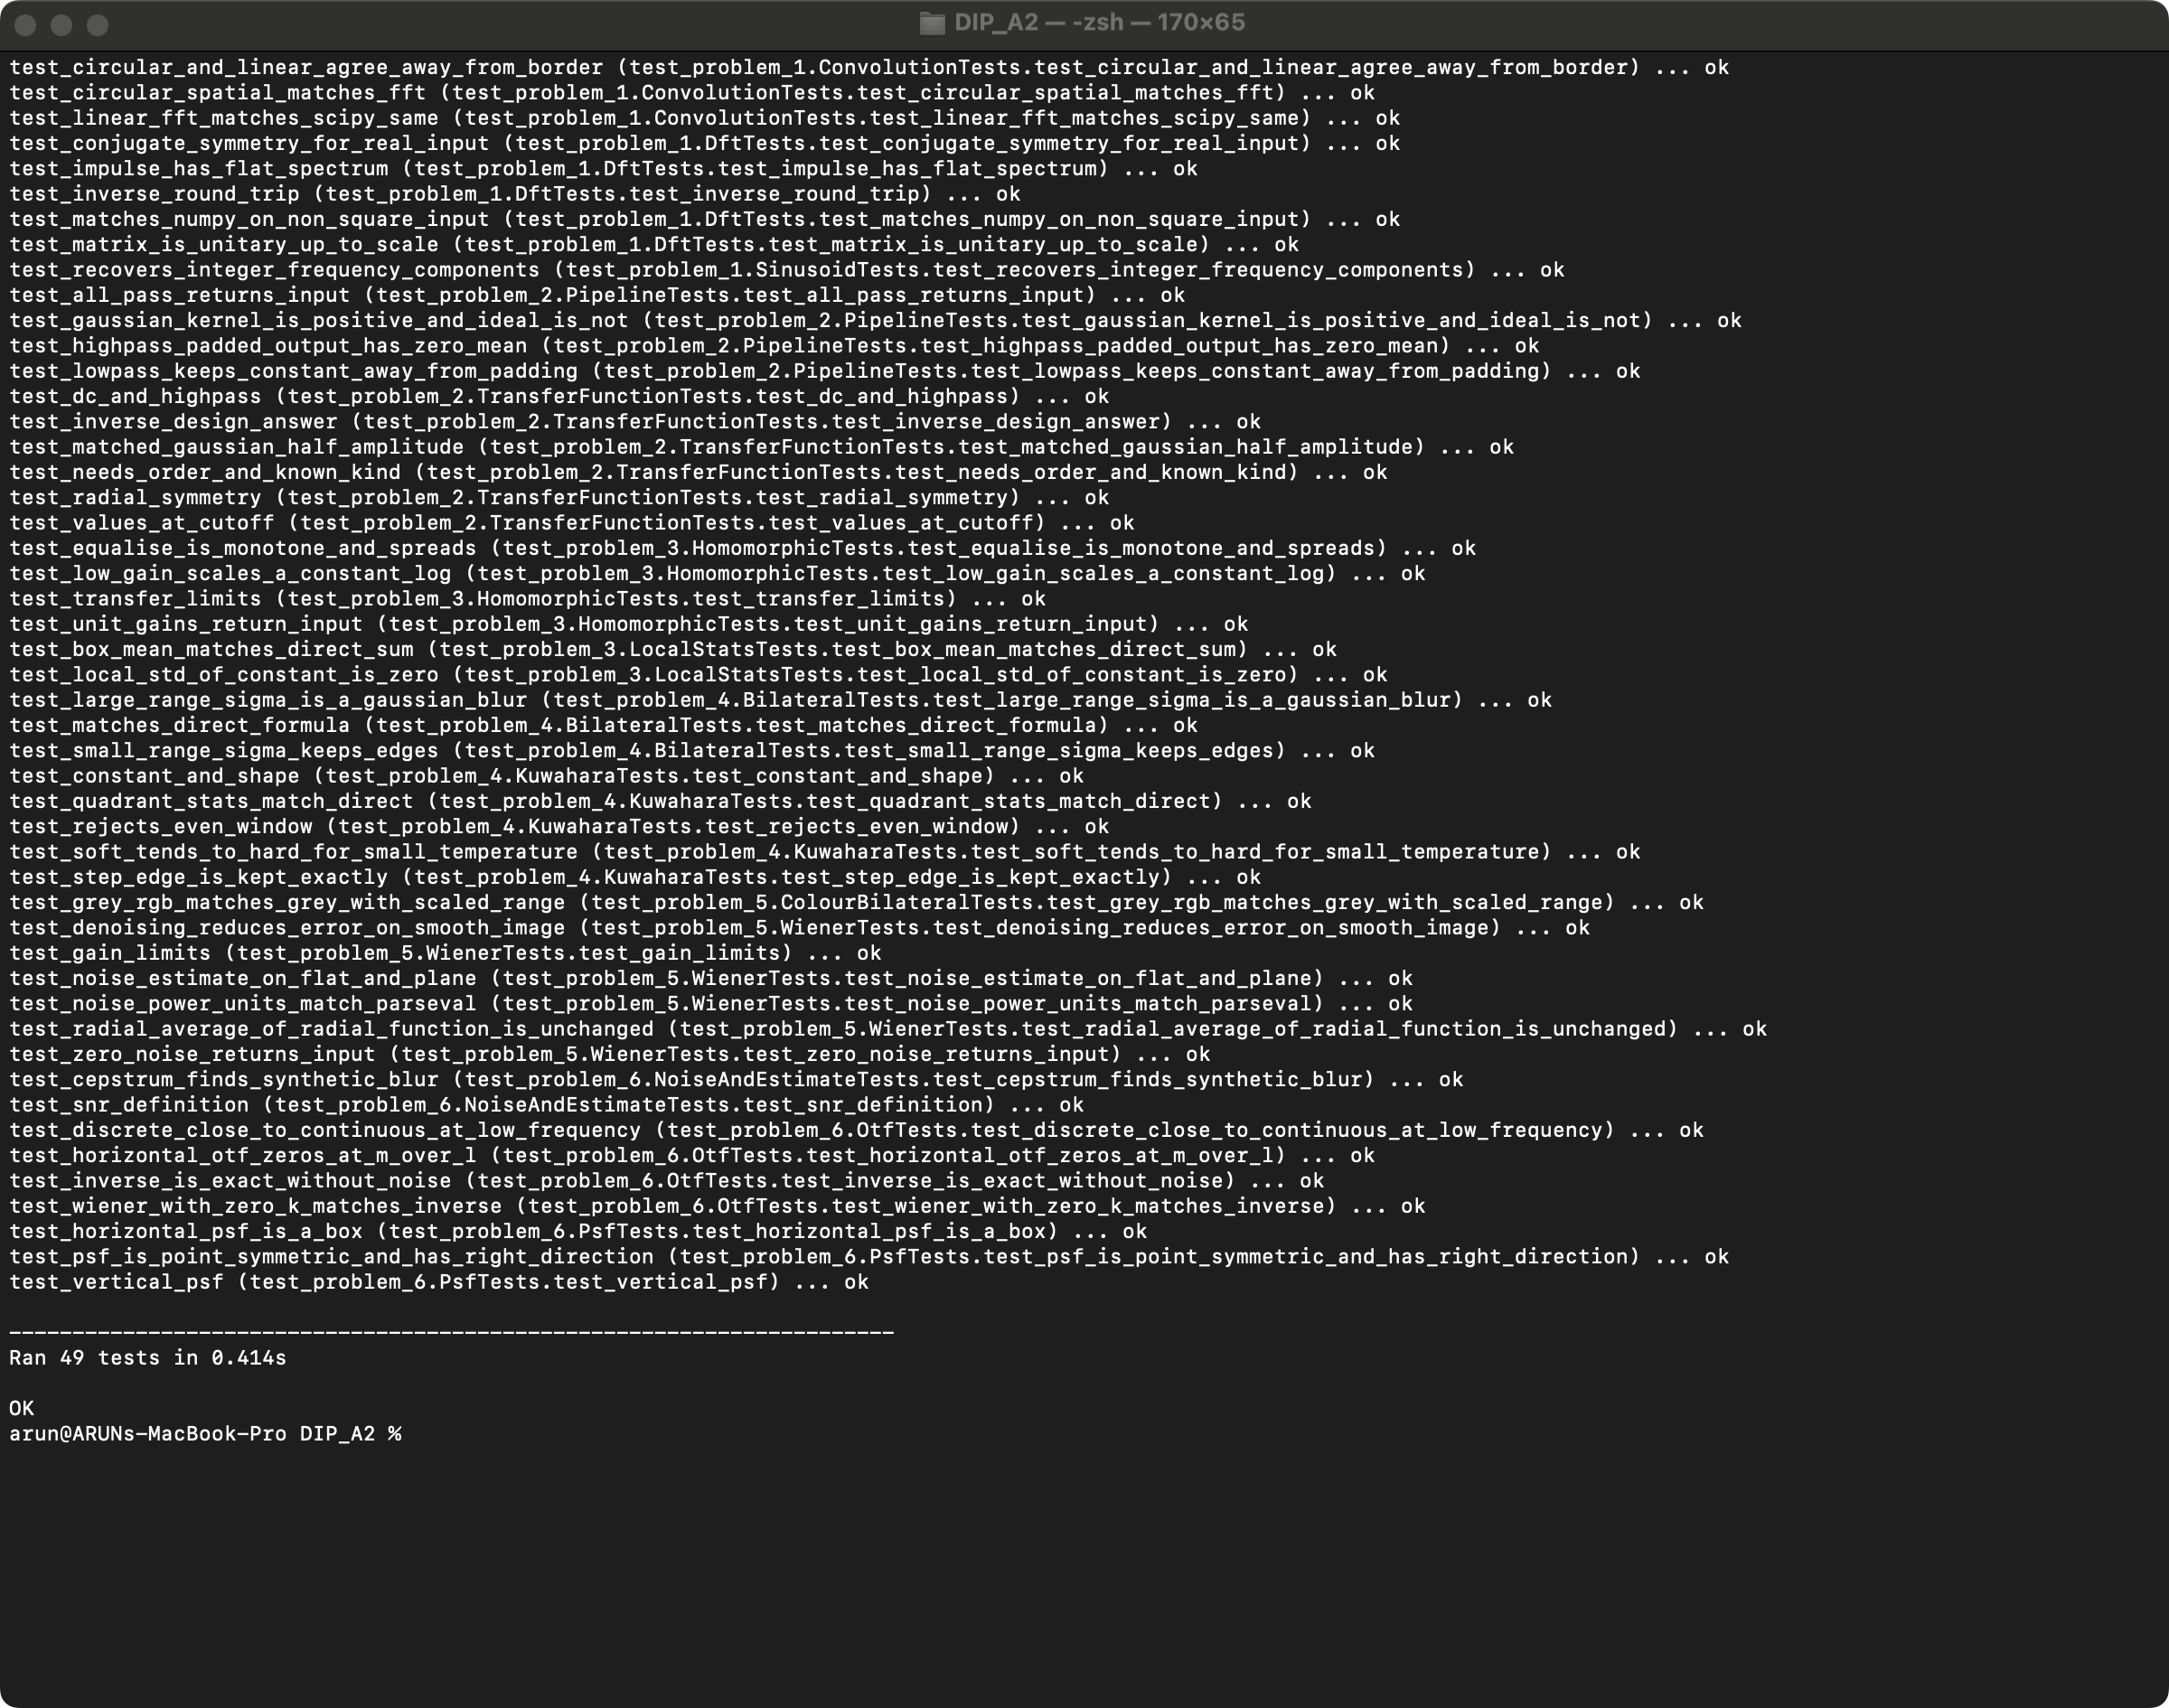 DIP_A2 — -zsh — 170×65
test_circular_and_linear_agree_away_from_border (test_problem_1.ConvolutionTests.test_circular_and_linear_agree_away_from_border) ... ok
test_circular_spatial_matches_fft (test_problem_1.ConvolutionTests.test_circular_spatial_matches_fft) ... ok
test_linear_fft_matches_scipy_same (test_problem_1.ConvolutionTests.test_linear_fft_matches_scipy_same) ... ok
test_conjugate_symmetry_for_real_input (test_problem_1.DftTests.test_conjugate_symmetry_for_real_input) ... ok
test_impulse_has_flat_spectrum (test_problem_1.DftTests.test_impulse_has_flat_spectrum) ... ok
test_inverse_round_trip (test_problem_1.DftTests.test_inverse_round_trip) ... ok
test_matches_numpy_on_non_square_input (test_problem_1.DftTests.test_matches_numpy_on_non_square_input) ... ok
test_matrix_is_unitary_up_to_scale (test_problem_1.DftTests.test_matrix_is_unitary_up_to_scale) ... ok
test_recovers_integer_frequency_components (test_problem_1.SinusoidTests.test_recovers_integer_frequency_components) ... ok
test_all_pass_returns_input (test_problem_2.PipelineTests.test_all_pass_returns_input) ... ok
test_gaussian_kernel_is_positive_and_ideal_is_not (test_problem_2.PipelineTests.test_gaussian_kernel_is_positive_and_ideal_is_not) ... ok
test_highpass_padded_output_has_zero_mean (test_problem_2.PipelineTests.test_highpass_padded_output_has_zero_mean) ... ok
test_lowpass_keeps_constant_away_from_padding (test_problem_2.PipelineTests.test_lowpass_keeps_constant_away_from_padding) ... ok
test_dc_and_highpass (test_problem_2.TransferFunctionTests.test_dc_and_highpass) ... ok
test_inverse_design_answer (test_problem_2.TransferFunctionTests.test_inverse_design_answer) ... ok
test_matched_gaussian_half_amplitude (test_problem_2.TransferFunctionTests.test_matched_gaussian_half_amplitude) ... ok
test_needs_order_and_known_kind (test_problem_2.TransferFunctionTests.test_needs_order_and_known_kind) ... ok
test_radial_symmetry (test_problem_2.TransferFunctionTests.test_radial_symmetry) ... ok
test_values_at_cutoff (test_problem_2.TransferFunctionTests.test_values_at_cutoff) ... ok
test_equalise_is_monotone_and_spreads (test_problem_3.HomomorphicTests.test_equalise_is_monotone_and_spreads) ... ok
test_low_gain_scales_a_constant_log (test_problem_3.HomomorphicTests.test_low_gain_scales_a_constant_log) ... ok
test_transfer_limits (test_problem_3.HomomorphicTests.test_transfer_limits) ... ok
test_unit_gains_return_input (test_problem_3.HomomorphicTests.test_unit_gains_return_input) ... ok
test_box_mean_matches_direct_sum (test_problem_3.LocalStatsTests.test_box_mean_matches_direct_sum) ... ok
test_local_std_of_constant_is_zero (test_problem_3.LocalStatsTests.test_local_std_of_constant_is_zero) ... ok
test_large_range_sigma_is_a_gaussian_blur (test_problem_4.BilateralTests.test_large_range_sigma_is_a_gaussian_blur) ... ok
test_matches_direct_formula (test_problem_4.BilateralTests.test_matches_direct_formula) ... ok
test_small_range_sigma_keeps_edges (test_problem_4.BilateralTests.test_small_range_sigma_keeps_edges) ... ok
test_constant_and_shape (test_problem_4.KuwaharaTests.test_constant_and_shape) ... ok
test_quadrant_stats_match_direct (test_problem_4.KuwaharaTests.test_quadrant_stats_match_direct) ... ok
test_rejects_even_window (test_problem_4.KuwaharaTests.test_rejects_even_window) ... ok
test_soft_tends_to_hard_for_small_temperature (test_problem_4.KuwaharaTests.test_soft_tends_to_hard_for_small_temperature) ... ok
test_step_edge_is_kept_exactly (test_problem_4.KuwaharaTests.test_step_edge_is_kept_exactly) ... ok
test_grey_rgb_matches_grey_with_scaled_range (test_problem_5.ColourBilateralTests.test_grey_rgb_matches_grey_with_scaled_range) ... ok
test_denoising_reduces_error_on_smooth_image (test_problem_5.WienerTests.test_denoising_reduces_error_on_smooth_image) ... ok
test_gain_limits (test_problem_5.WienerTests.test_gain_limits) ... ok
test_noise_estimate_on_flat_and_plane (test_problem_5.WienerTests.test_noise_estimate_on_flat_and_plane) ... ok
test_noise_power_units_match_parseval (test_problem_5.WienerTests.test_noise_power_units_match_parseval) ... ok
test_radial_average_of_radial_function_is_unchanged (test_problem_5.WienerTests.test_radial_average_of_radial_function_is_unchanged) ... ok
test_zero_noise_returns_input (test_problem_5.WienerTests.test_zero_noise_returns_input) ... ok
test_cepstrum_finds_synthetic_blur (test_problem_6.NoiseAndEstimateTests.test_cepstrum_finds_synthetic_blur) ... ok
test_snr_definition (test_problem_6.NoiseAndEstimateTests.test_snr_definition) ... ok
test_discrete_close_to_continuous_at_low_frequency (test_problem_6.OtfTests.test_discrete_close_to_continuous_at_low_frequency) ... ok
test_horizontal_otf_zeros_at_m_over_l (test_problem_6.OtfTests.test_horizontal_otf_zeros_at_m_over_l) ... ok
test_inverse_is_exact_without_noise (test_problem_6.OtfTests.test_inverse_is_exact_without_noise) ... ok
test_wiener_with_zero_k_matches_inverse (test_problem_6.OtfTests.test_wiener_with_zero_k_matches_inverse) ... ok
test_horizontal_psf_is_a_box (test_problem_6.PsfTests.test_horizontal_psf_is_a_box) ... ok
test_psf_is_point_symmetric_and_has_right_direction (test_problem_6.PsfTests.test_psf_is_point_symmetric_and_has_right_direction) ... ok
test_vertical_psf (test_problem_6.PsfTests.test_vertical_psf) ... ok
----------------------------------------------------------------------
Ran 49 tests in 0.414s
OK
arun@ARUNs-MacBook-Pro DIP_A2 %